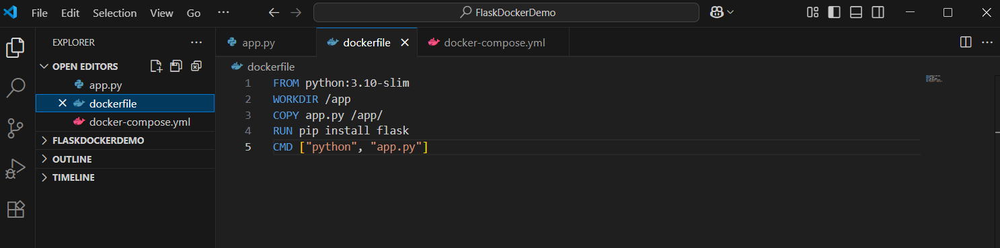 File Edit Selection View Go ··· FlaskDockerDemo
EXPLORER ···
OPEN EDITORS
app.py
dockerfile
docker-compose.yml
FLASKDOCKERDEMO
OUTLINE
TIMELINE
app.py dockerfile docker-compose.yml ···
dockerfile
1 FROM python:3.10-slim
2 WORKDIR /app
3 COPY app.py /app/
4 RUN pip install flask
5 CMD ["python", "app.py"]